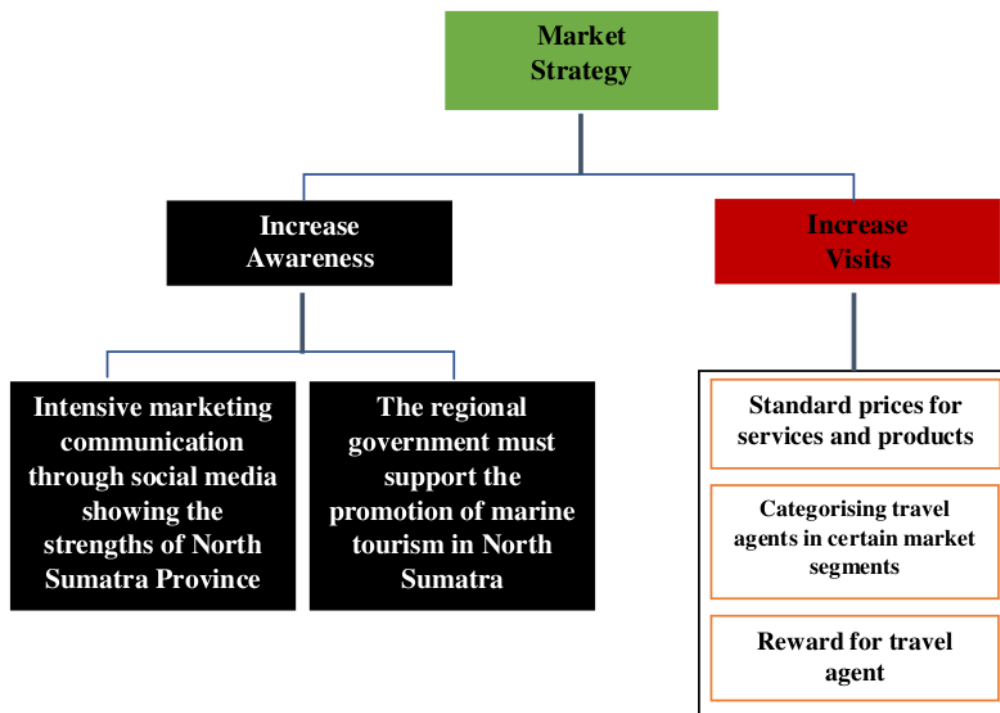 Market
Strategy
Increase
Awareness
Increase
Visits
Intensive marketing
communication
through social media
showing the
strengths of North
Sumatra Province
The regional
government must
support the
promotion of marine
tourism in North
Sumatra
Standard prices for
services and products
Categorising travel
agents in certain market
segments
Reward for travel
agent